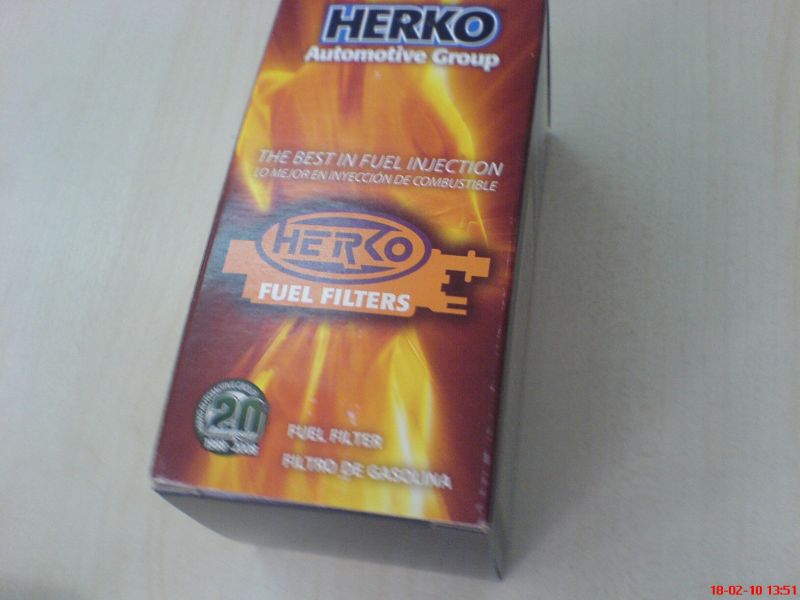 HERKO
Automotive Group
THE BEST IN FUEL INJECTION
LO MEJOR EN INYECCIÓN DE COMBUSTIBLE
HERKO
FUEL FILTERS
20
FUEL FILTER
FILTRO DE GASOLINA
18-02-10 13:51